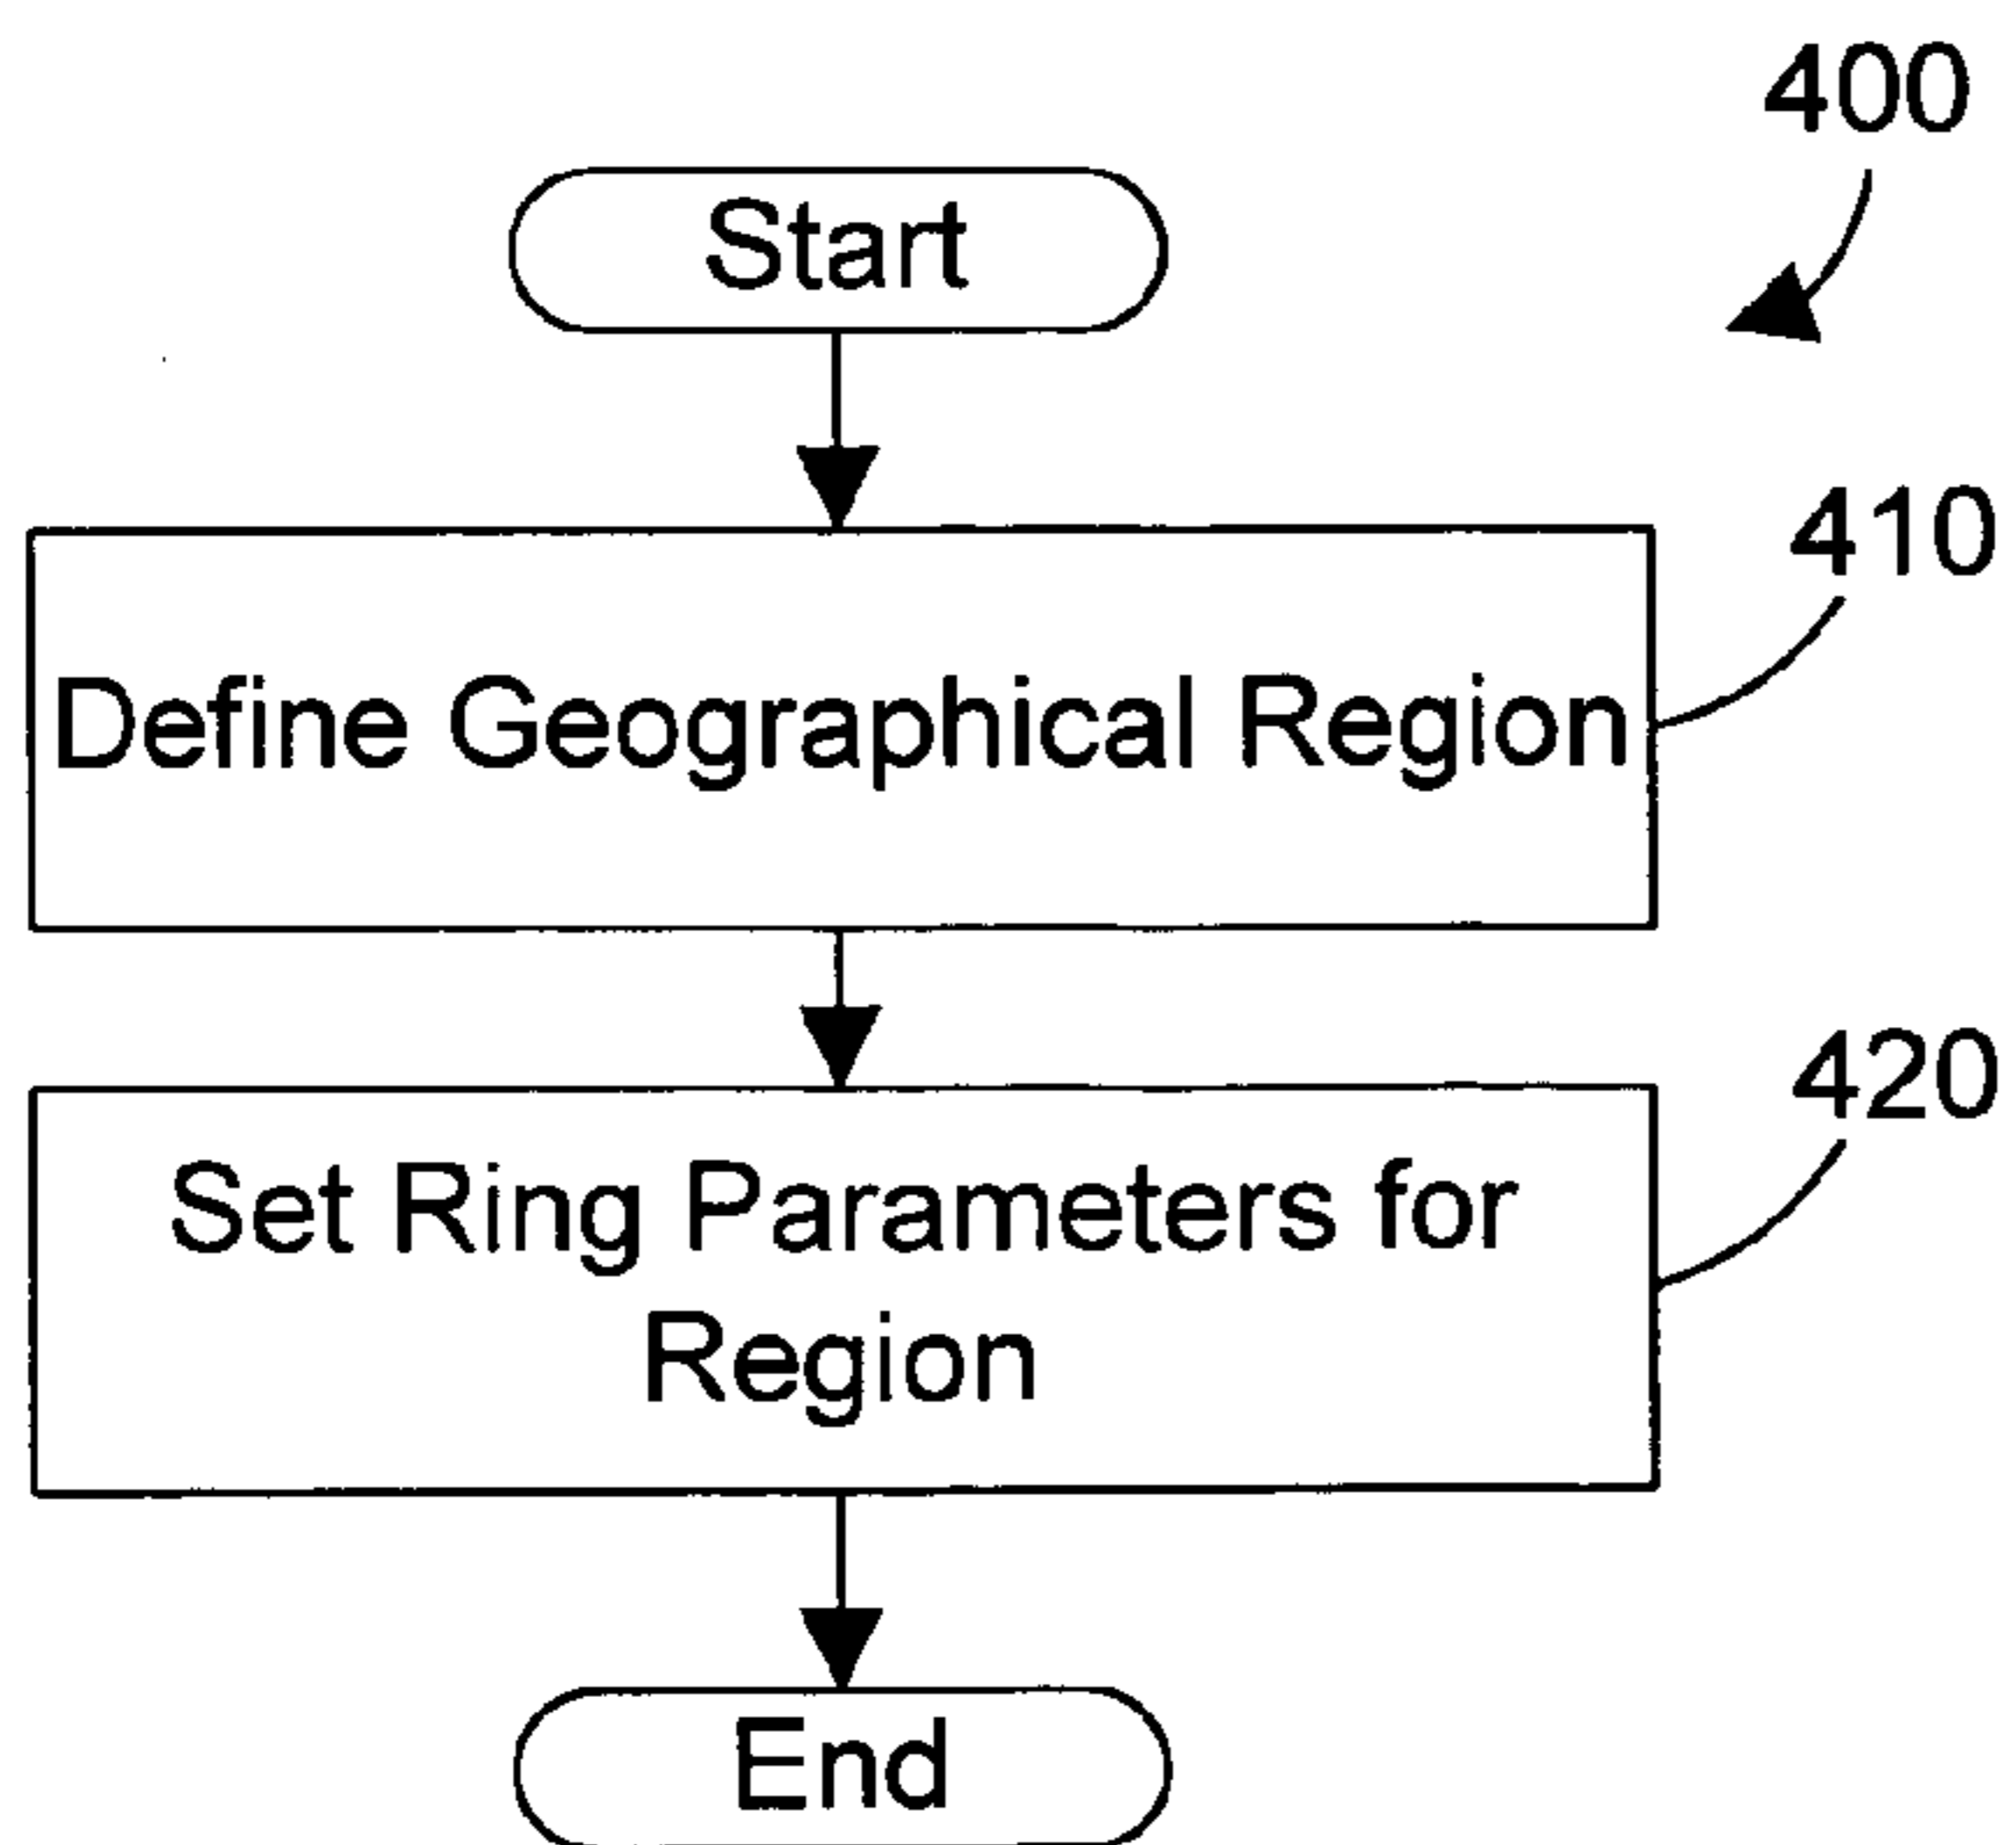 400
Start
410
Define Geographical Region
420
Set Ring Parameters for
Region
End